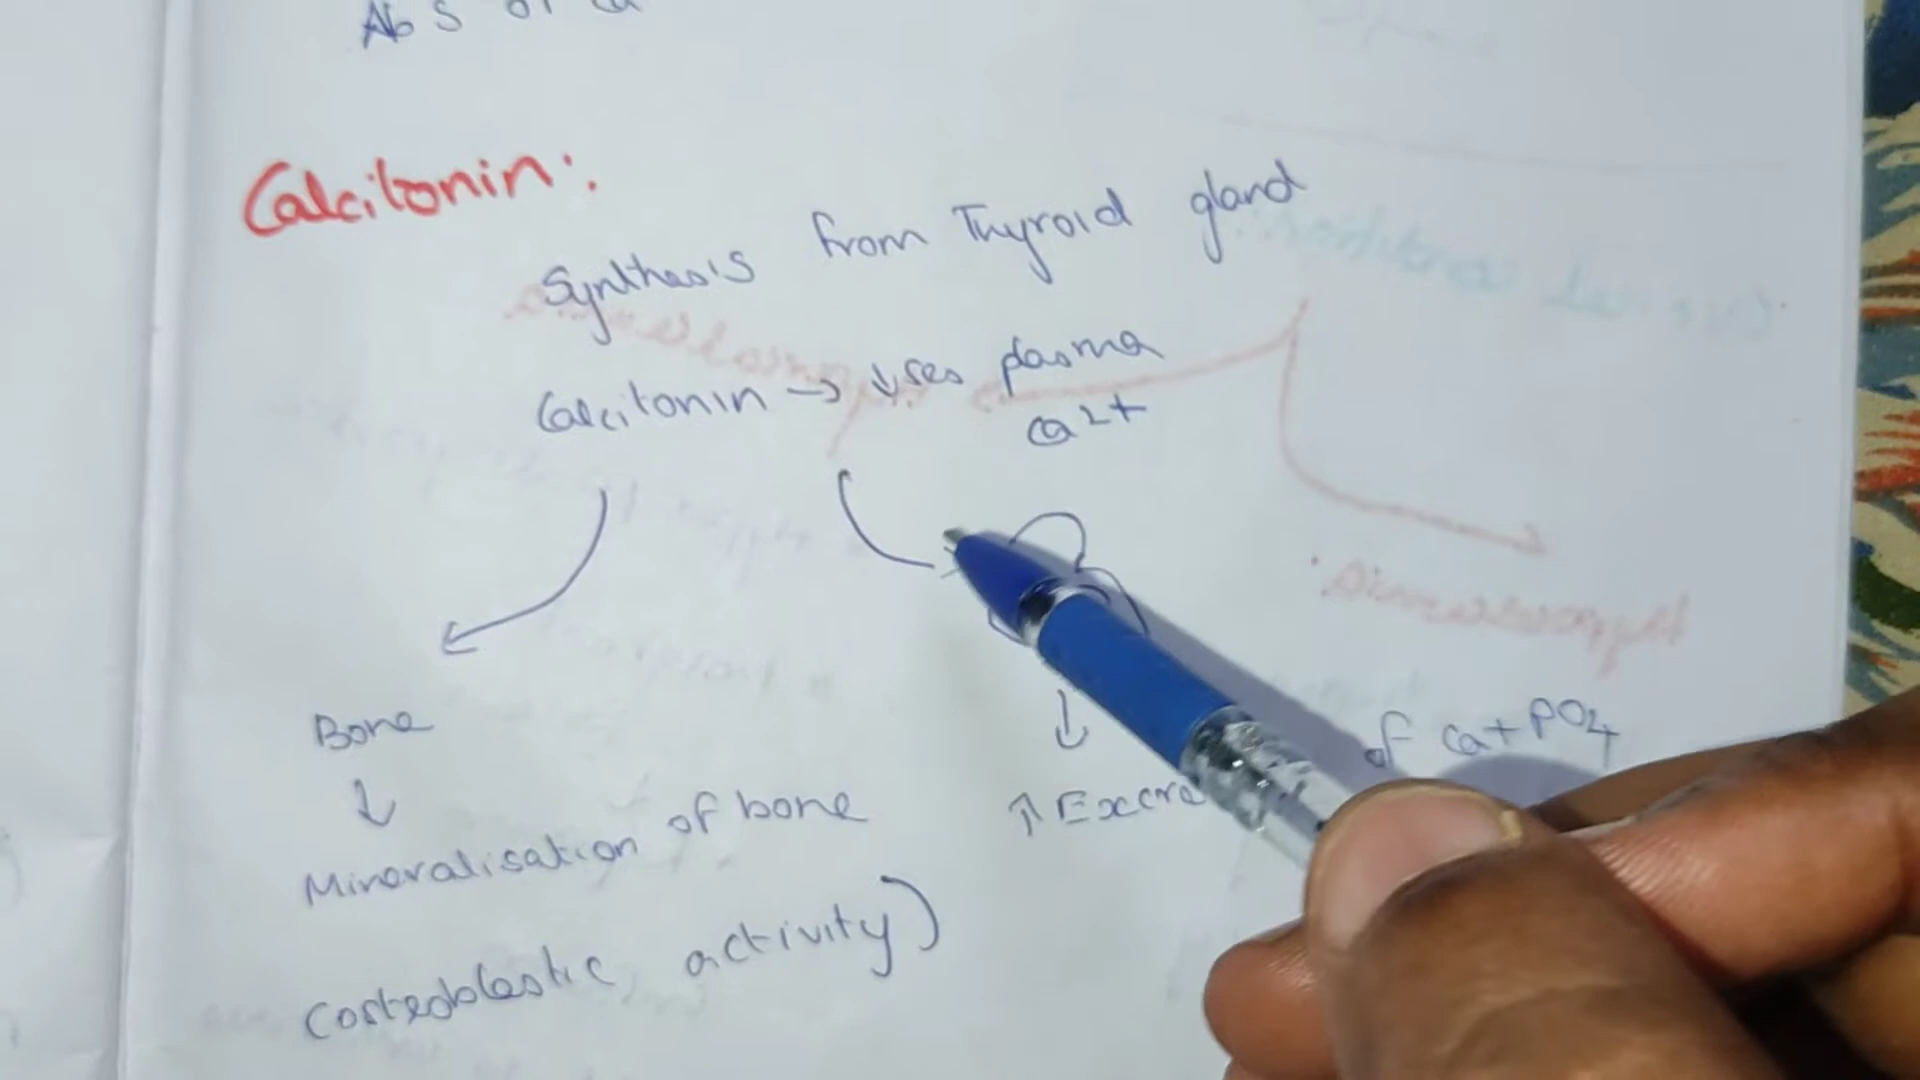 Calcitonin:
Synthesis from Thyroid gland
Calcitonin → ↓ses plasma
Ca2+
Bone
↓
Mineralisation of bone
(osteoblastic activity)
↓
↑ Excre of Ca+ PO4